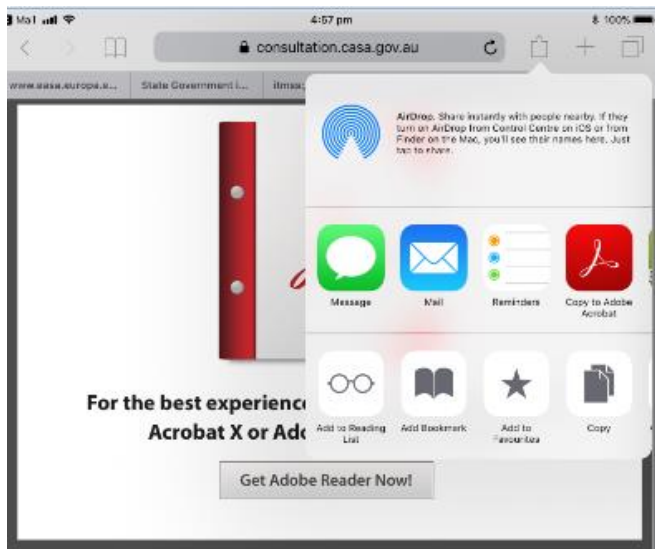 Mail
4:57 pm
100%
consultation.casa.gov.au
www.easa.europa.e...
State Government i...
AirDrop. Share instantly with people nearby. If they
turn on AirDrop from Control Centre on iOS or from
Finder on the Mac, you'll see their names here. Just
tap to share.
Message
Mail
Reminders
Copy to Adobe
Acrobat
For the best experienc
Acrobat X or Ado
Add to Reading
List
Add Bookmark
Add to
Favourites
Copy
Get Adobe Reader Now!